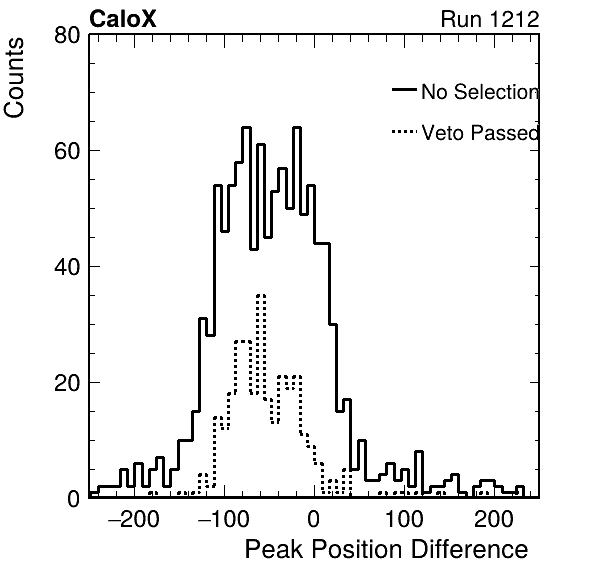 CaloX Run 1212
Counts
80
60
40
20
0
No Selection
Veto Passed
−200 −100 0 100 200
Peak Position Difference